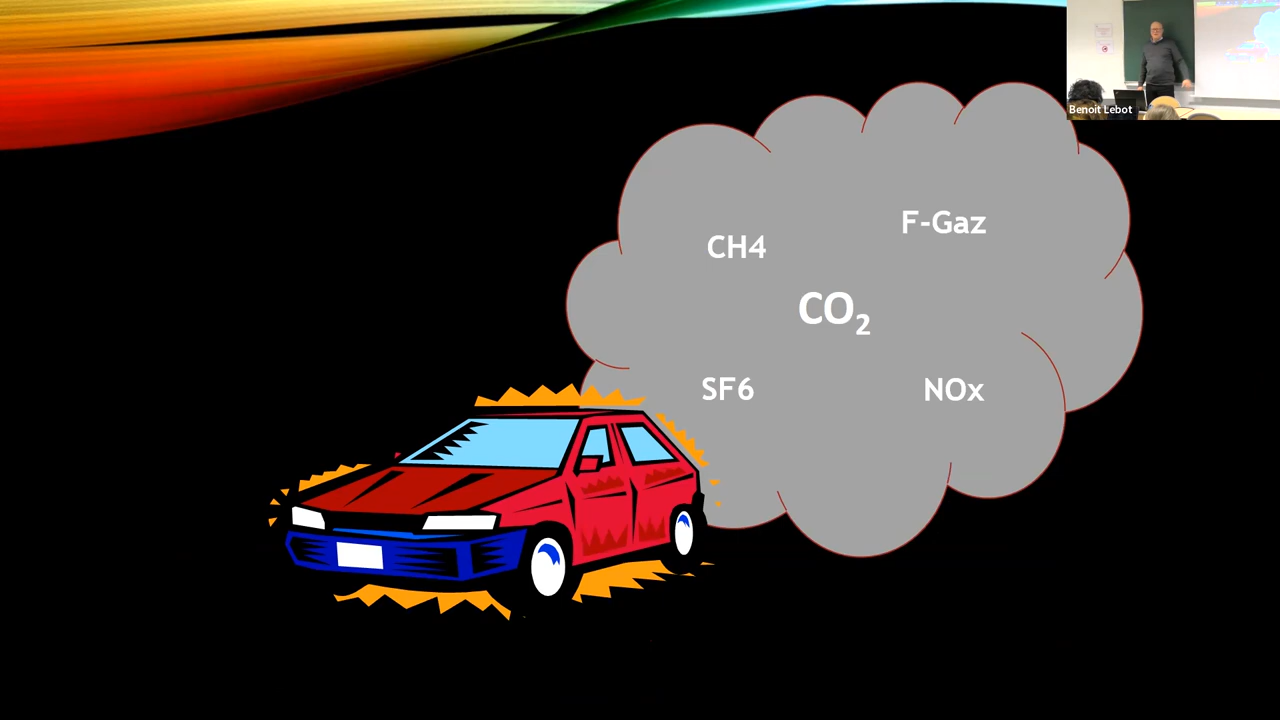 Benoit Lebot
F-Gaz
CH4
CO₂
SF6
NOx